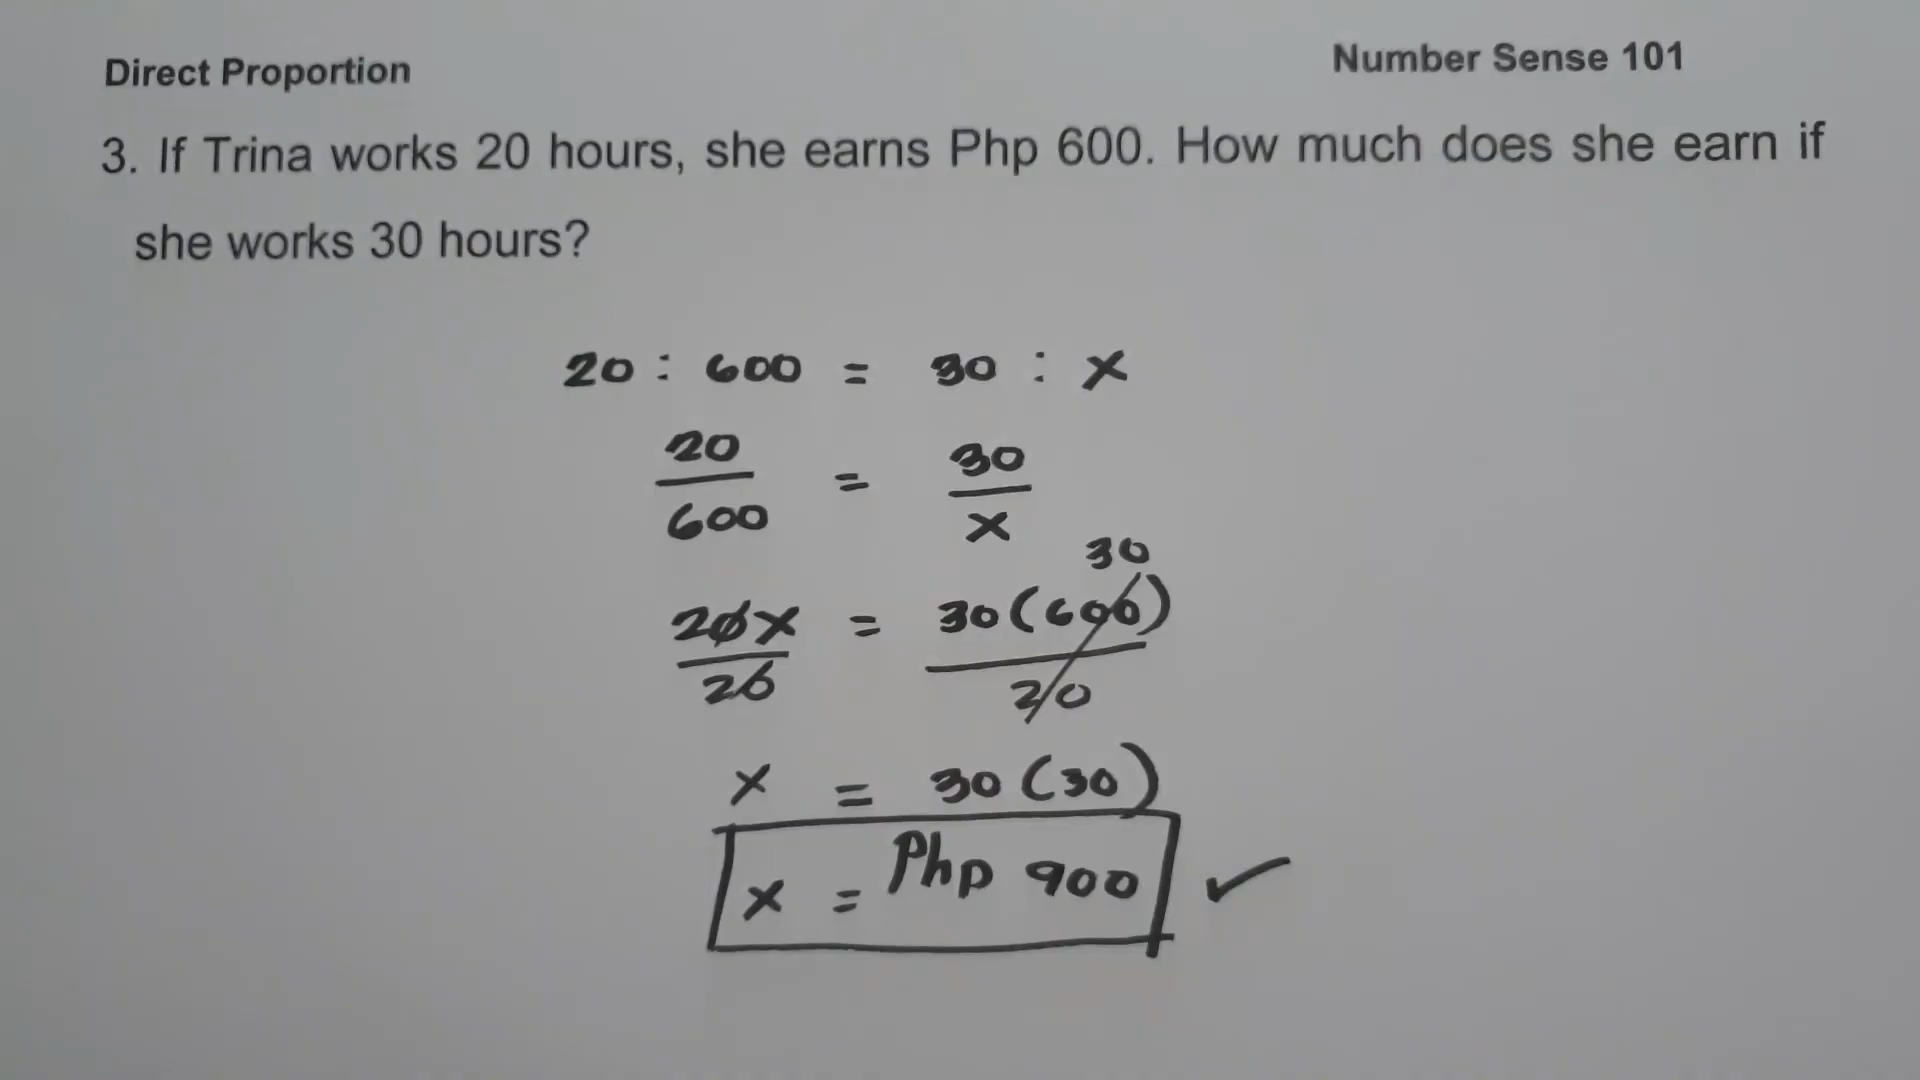 Direct Proportion
Number Sense 101
3. If Trina works 20 hours, she earns Php 600. How much does she earn if
she works 30 hours?
20 : 600 = 30 : x
20/600 = 30/x
30
20x/20 = 30(600)/20
x = 30(30)
x = Php 900 ✓